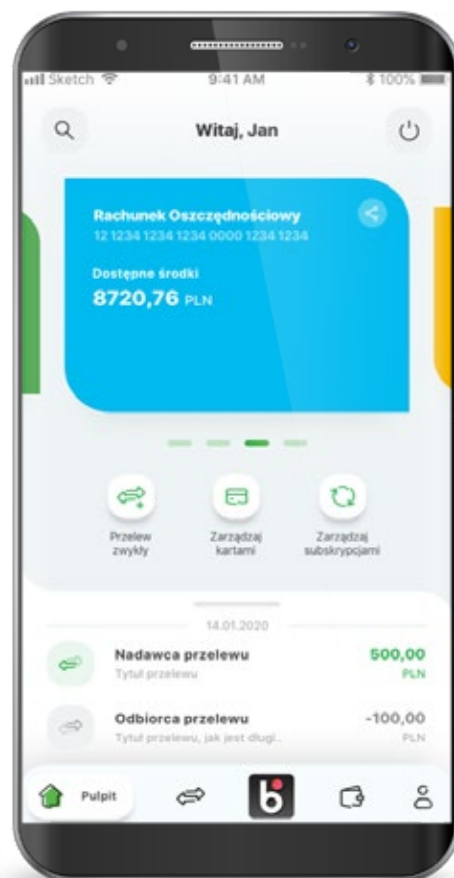 Sketch
9:41 AM
100%
Witaj, Jan
Rachunek Oszczędnościowy
12 1234 1234 1234 0000 1234 1234
Dostępne środki
8720,76 PLN
Przelew
zwykły
Zarządzaj
kartami
Zarządzaj
subskrypcjami
14.01.2020
Nadawca przelewu
500,00
Tytuł przelewu
PLN
Odbiorca przelewu
-100,00
Tytuł przelewu, jak jest długi..
PLN
Pulpit
b